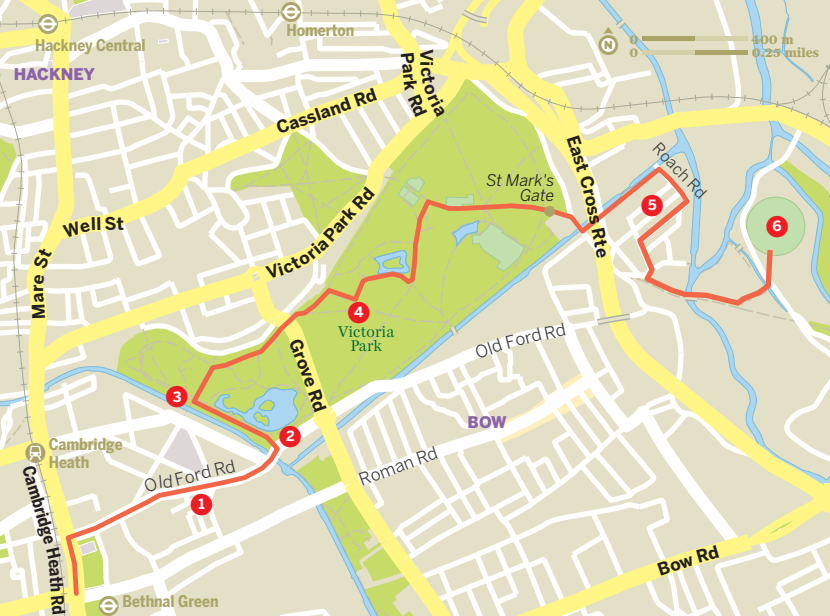 Hackney Central
Homerton
HACKNEY
N
0
400 m
0
0.25 miles
Victoria
Park Rd
Cassland Rd
East Cross Rte
Roach Rd
St Mark's
Gate
5
6
Well St
Victoria Park Rd
Mare St
4
Victoria
Park
Old Ford Rd
Grove Rd
3
2
BOW
Cambridge
Heath
Old Ford Rd
Roman Rd
1
Cambridge Heath Rd
Bow Rd
Bethnal Green